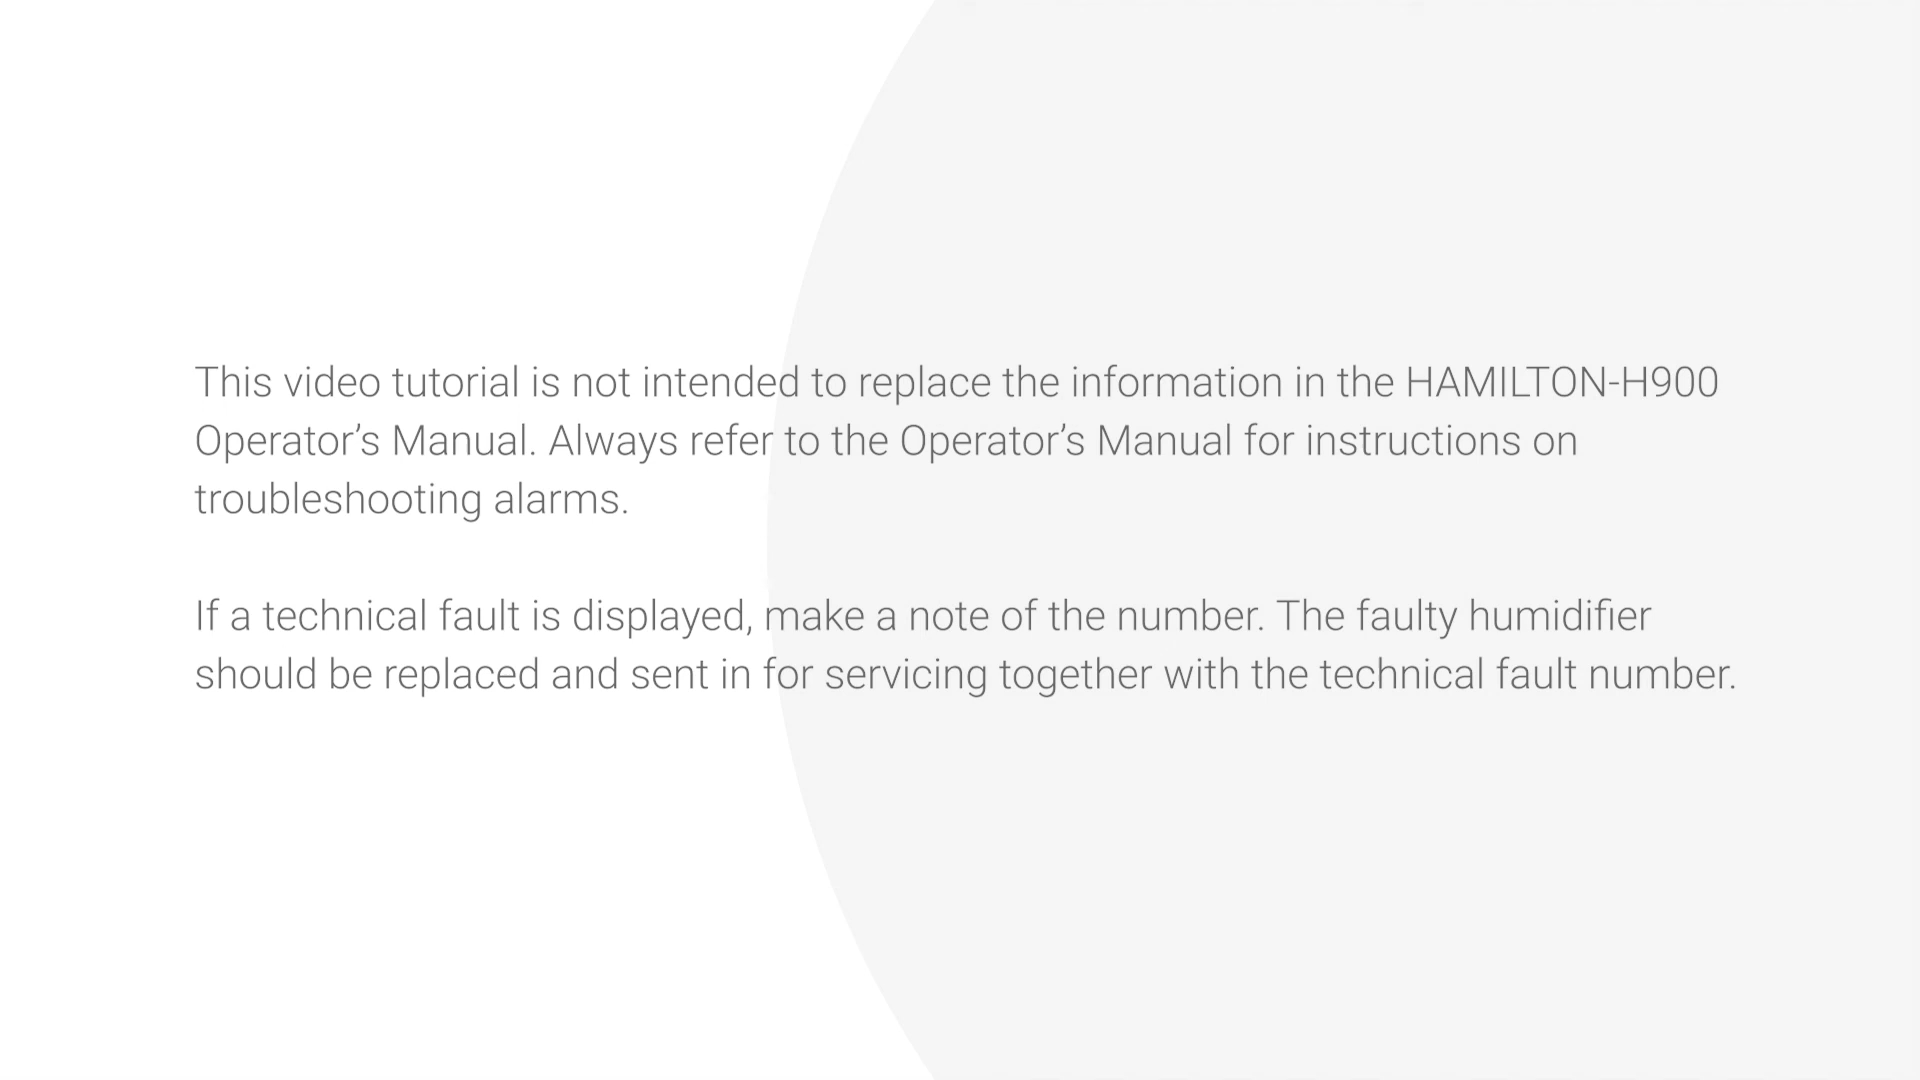 This video tutorial is not intended to replace the information in the HAMILTON-H900
Operator’s Manual. Always refer to the Operator’s Manual for instructions on
troubleshooting alarms.
If a technical fault is displayed, make a note of the number. The faulty humidifier
should be replaced and sent in for servicing together with the technical fault number.